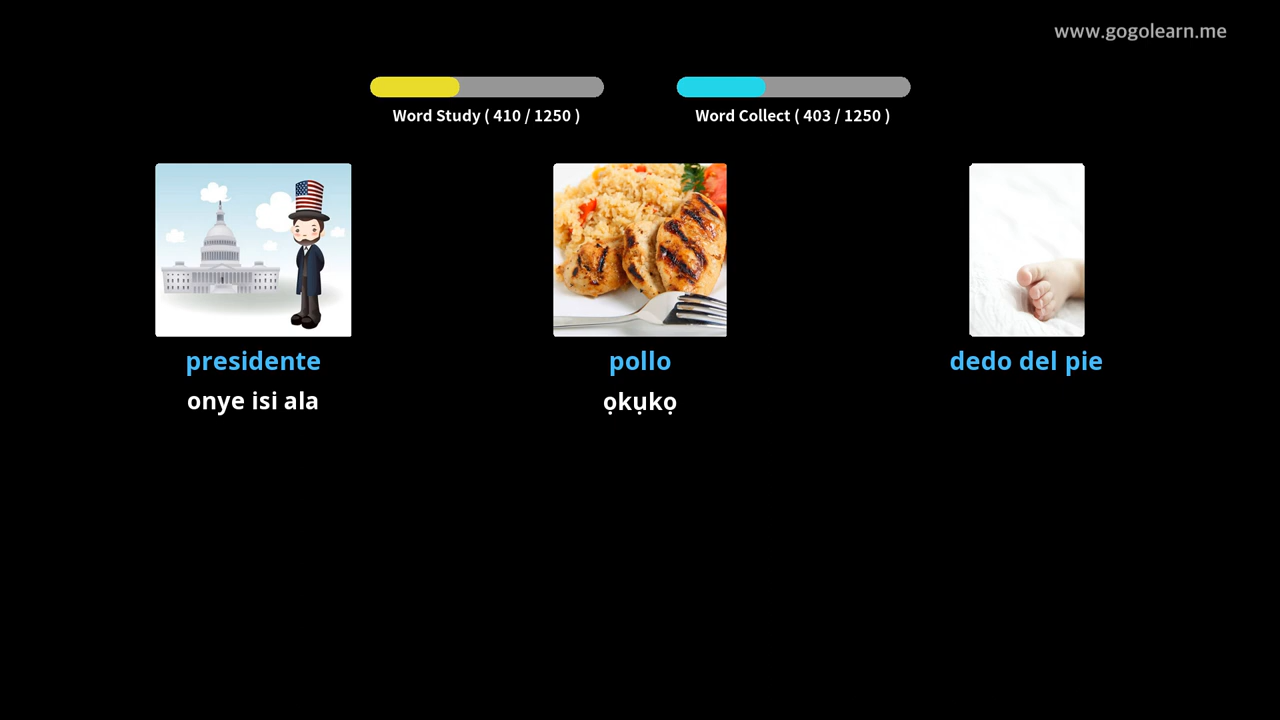 www.gogolearn.me
Word Study ( 410 / 1250 )
Word Collect ( 403 / 1250 )
presidente
pollo
dedo del pie
onye isi ala
ọkụkọ